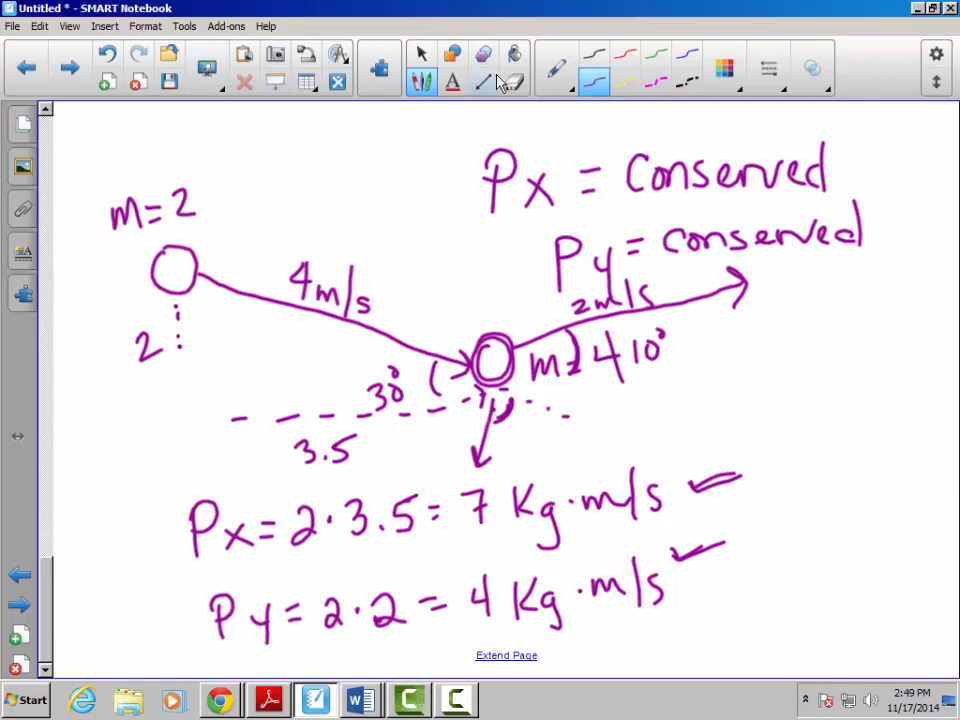 Untitled * - SMART Notebook
File Edit View Insert Format Tools Add-ons Help
Px = Conserved
m = 2
Py = conserved
4 m/s
2 m/s
m = 4 10°
2
30°
3.5
Px = 2 · 3.5 = 7 Kg · m/s
Py = 2 · 2 = 4 Kg · m/s
Extend Page
Start
2:49 PM
11/17/2014